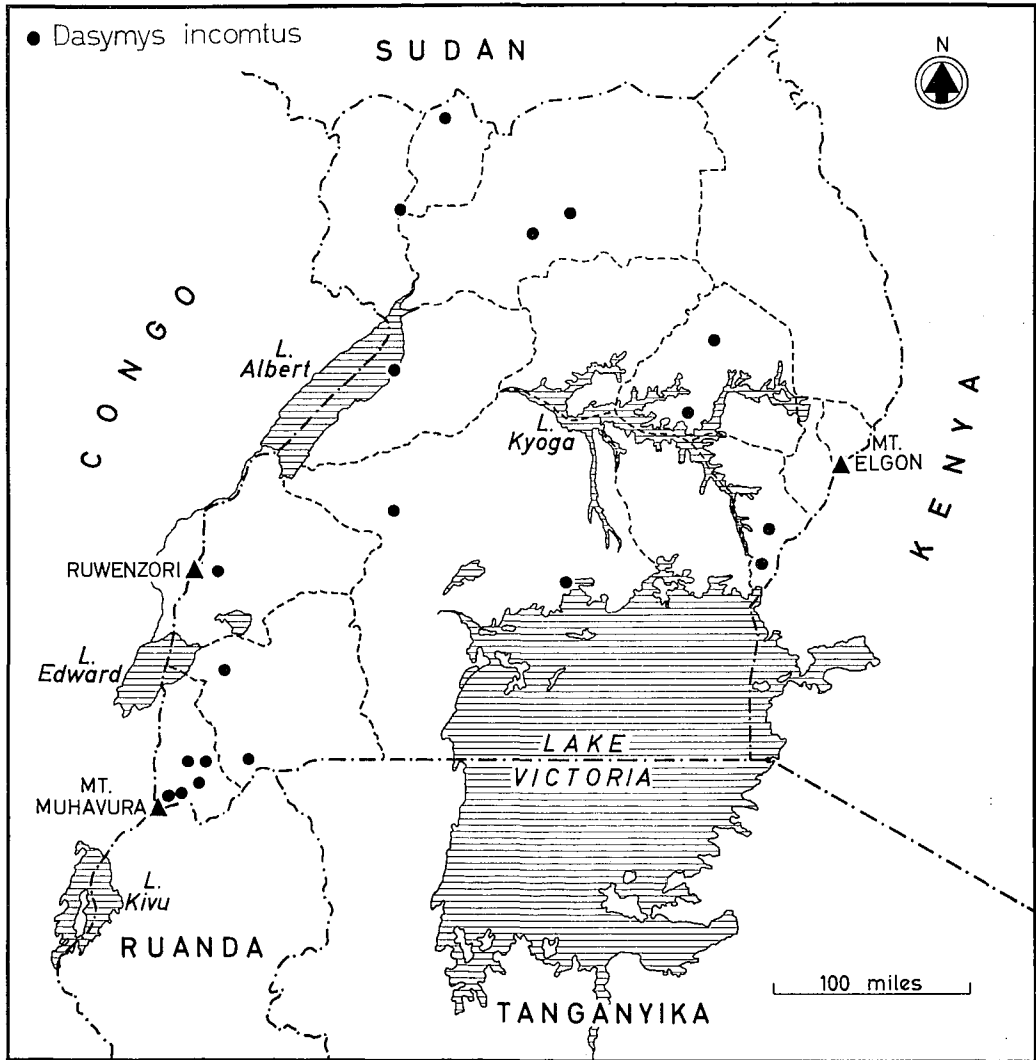 ● Dasymys incomtus
SUDAN
N
CONGO
L.
Albert
L.
Kyoga
KENYA
MT.
ELGON
RUWENZORI
L.
Edward
LAKE
VICTORIA
MT.
MUHAVURA
L.
Kivu
RUANDA
100 miles
TANGANYIKA